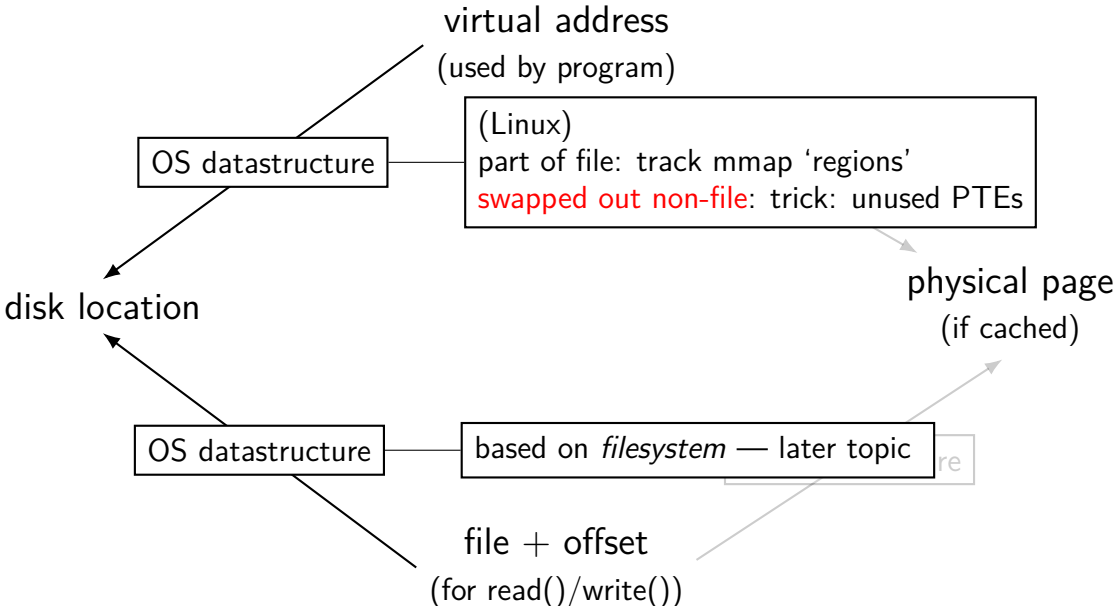 virtual address
(used by program)
(Linux)
part of file: track mmap ‘regions’
swapped out non-file: trick: unused PTEs
OS datastructure
disk location
physical page
(if cached)
OS datastructure
based on filesystem — later topic
file + offset
(for read()/write())